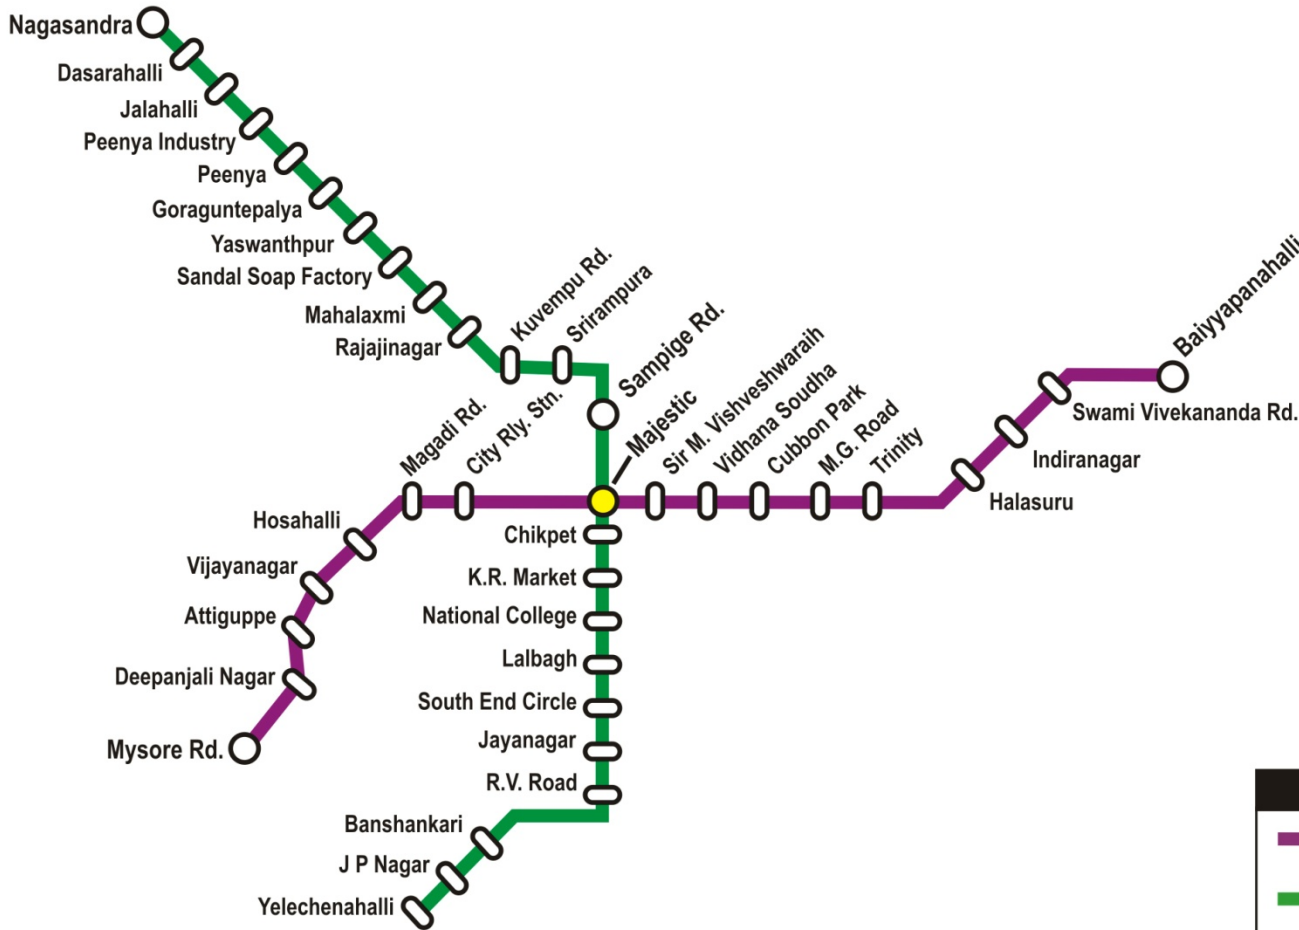 Nagasandra
Dasarahalli
Jalahalli
Peenya Industry
Peenya
Goraguntepalya
Yaswanthpur
Sandal Soap Factory
Mahalaxmi
Rajajinagar
Kuvempu Rd.
Srirampura
Sampige Rd.
Majestic
Magadi Rd.
City Rly. Stn.
Sir M. Vishveshwaraih
Vidhana Soudha
Cubbon Park
M.G. Road
Trinity
Halasuru
Indiranagar
Swami Vivekananda Rd.
Baiyyapanahalli
Hosahalli
Vijayanagar
Attiguppe
Deepanjali Nagar
Mysore Rd.
Chikpet
K.R. Market
National College
Lalbagh
South End Circle
Jayanagar
R.V. Road
Banshankari
J P Nagar
Yelechenahalli